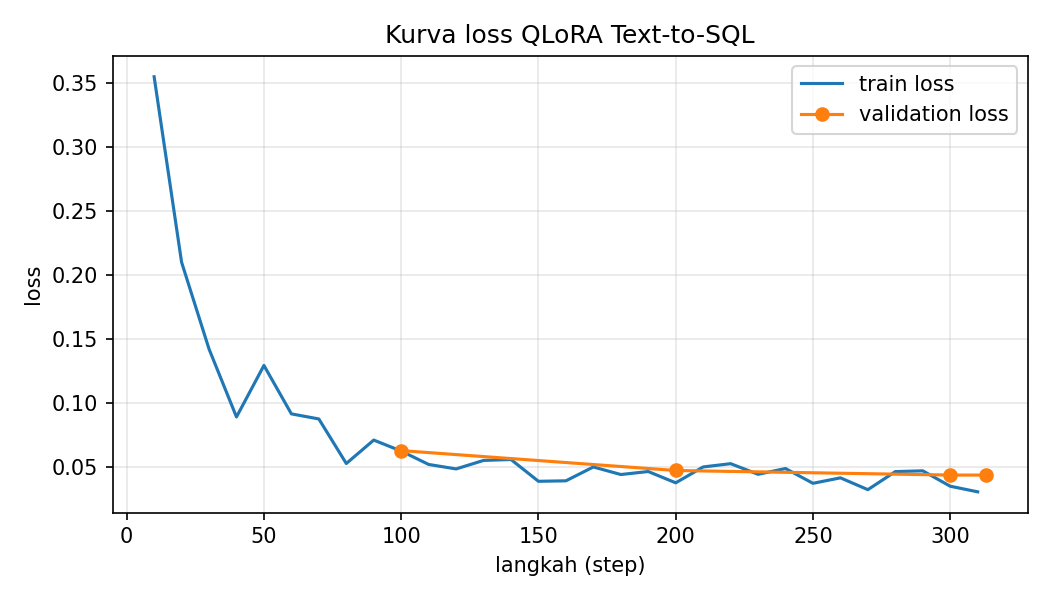 Kurva loss QLoRA Text-to-SQL
train loss
validation loss
0.35
0.30
0.25
0.20
0.15
0.10
0.05
loss
0 50 100 150 200 250 300
langkah (step)